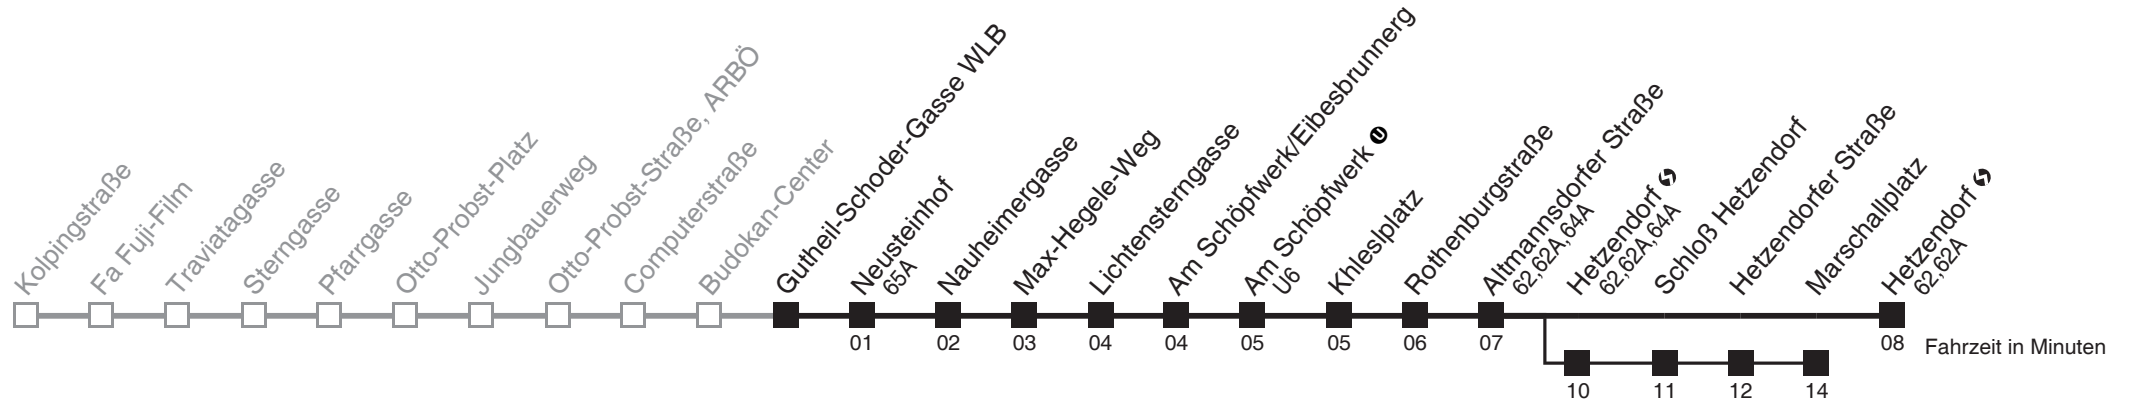 Kolpingstraße
Fa Fuji-Film
Traviatagasse
Sterngasse
Pfarrgasse
Otto-Probst-Platz
Jungbauerweg
Otto-Probst-Straße, ARBÖ
Computerstraße
Budokan-Center
Gutheil-Schoder-Gasse WLB
Neusteinhof
65A
Nauheimergasse
Max-Hegele-Weg
Lichtensterngasse
Am Schöpfwerk/Eibesbrunnerg
Am Schöpfwerk U
U6
Khleslplatz
Rothenburgstraße
Altmannsdorfer Straße
62,62A,64A
Hetzendorf
62,62A,64A
Schloß Hetzendorf
Hetzendorfer Straße
Marschallplatz
Hetzendorf
62,62A
01 02 03 04 04 05 05 06 07 08 Fahrzeit in Minuten
10 11 12 14